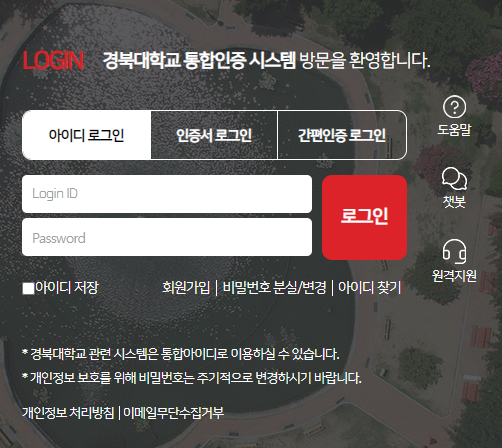 LOGIN 경북대학교 통합인증 시스템 방문을 환영합니다.
아이디 로그인 인증서 로그인 간편인증 로그인
도움말
Login ID
Password
로그인
챗봇
원격지원
아이디 저장 회원가입 | 비밀번호 분실/변경 | 아이디 찾기
* 경북대학교 관련 시스템은 통합아이디로 이용하실 수 있습니다.
* 개인정보 보호를 위해 비밀번호는 주기적으로 변경하시기 바랍니다.
개인정보 처리방침 | 이메일무단수집거부